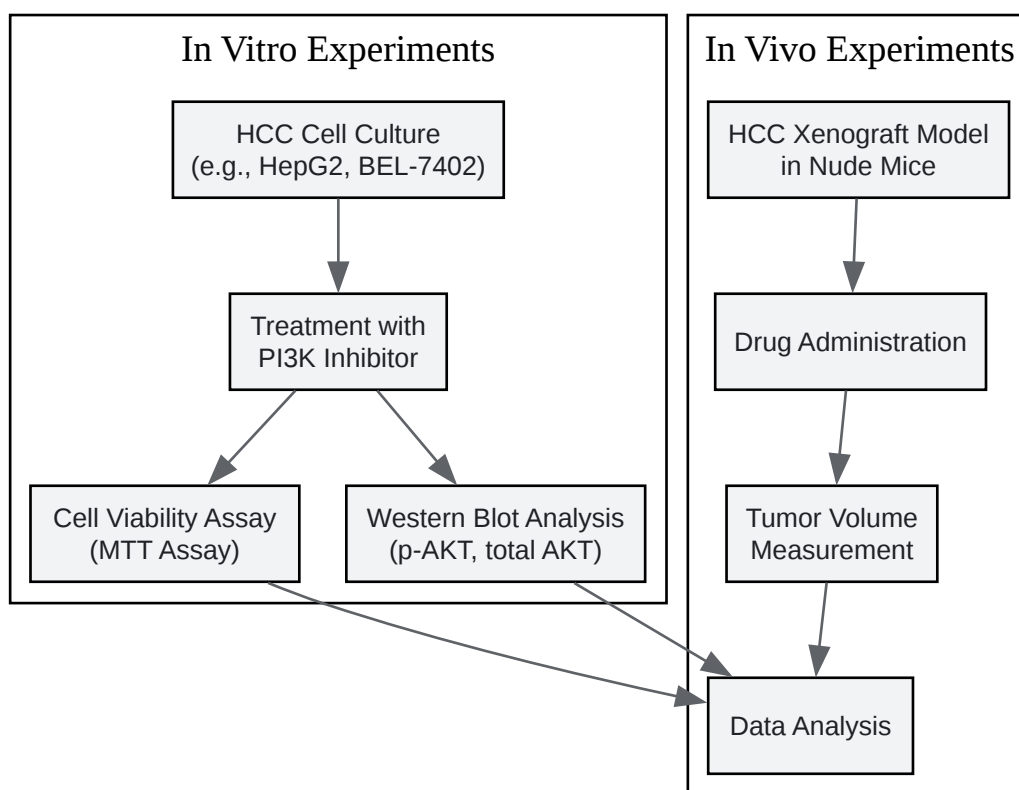 In Vitro Experiments
HCC Cell Culture
(e.g., HepG2, BEL-7402)
Treatment with
PI3K Inhibitor
Cell Viability Assay
(MTT Assay)
Western Blot Analysis
(p-AKT, total AKT)
In Vivo Experiments
HCC Xenograft Model
in Nude Mice
Drug Administration
Tumor Volume
Measurement
Data Analysis